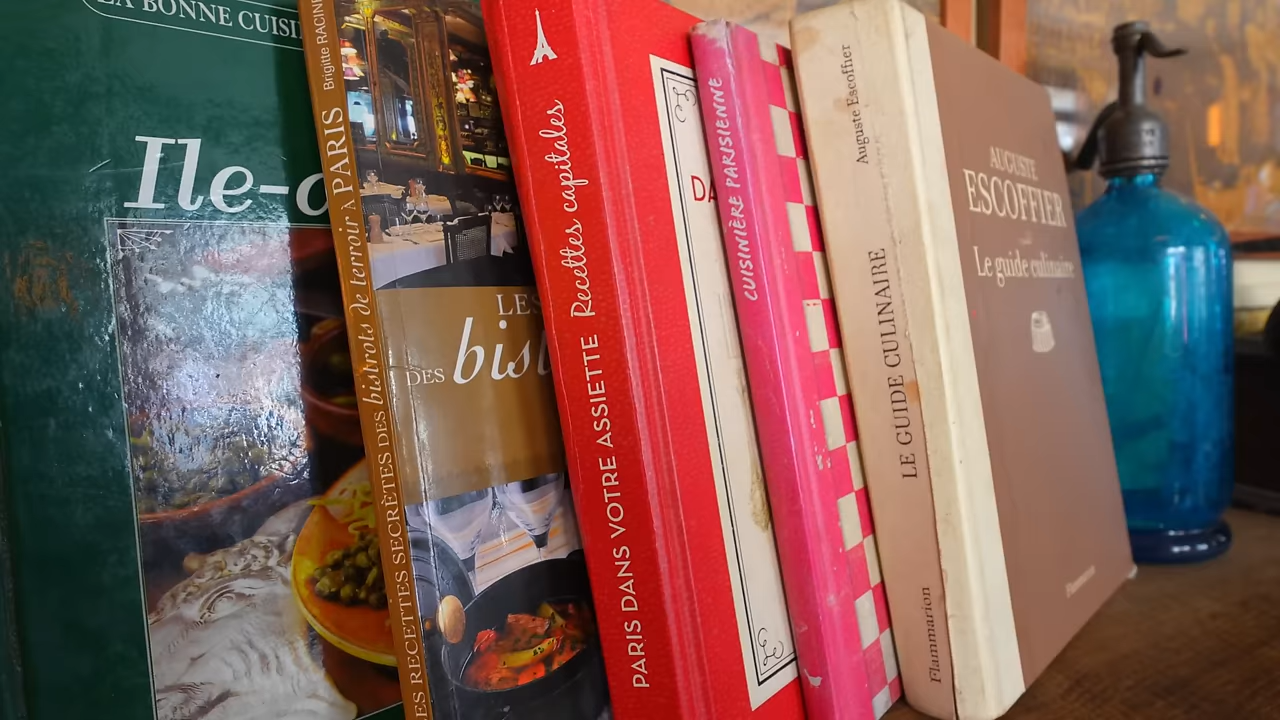 LA BONNE CUISI
Ile-d
LES RECETTES SECRÈTES DES bistrots de terroir À PARIS Brigitte RACINE
LES
DES bist
PARIS DANS VOTRE ASSIETTE Recettes capitales
DA
CUISINIÈRE PARISIENNE
LE GUIDE CULINAIRE Auguste Escoffier
Flammarion
AUGUSTE
ESCOFFIER
Le guide culinaire
Flammarion